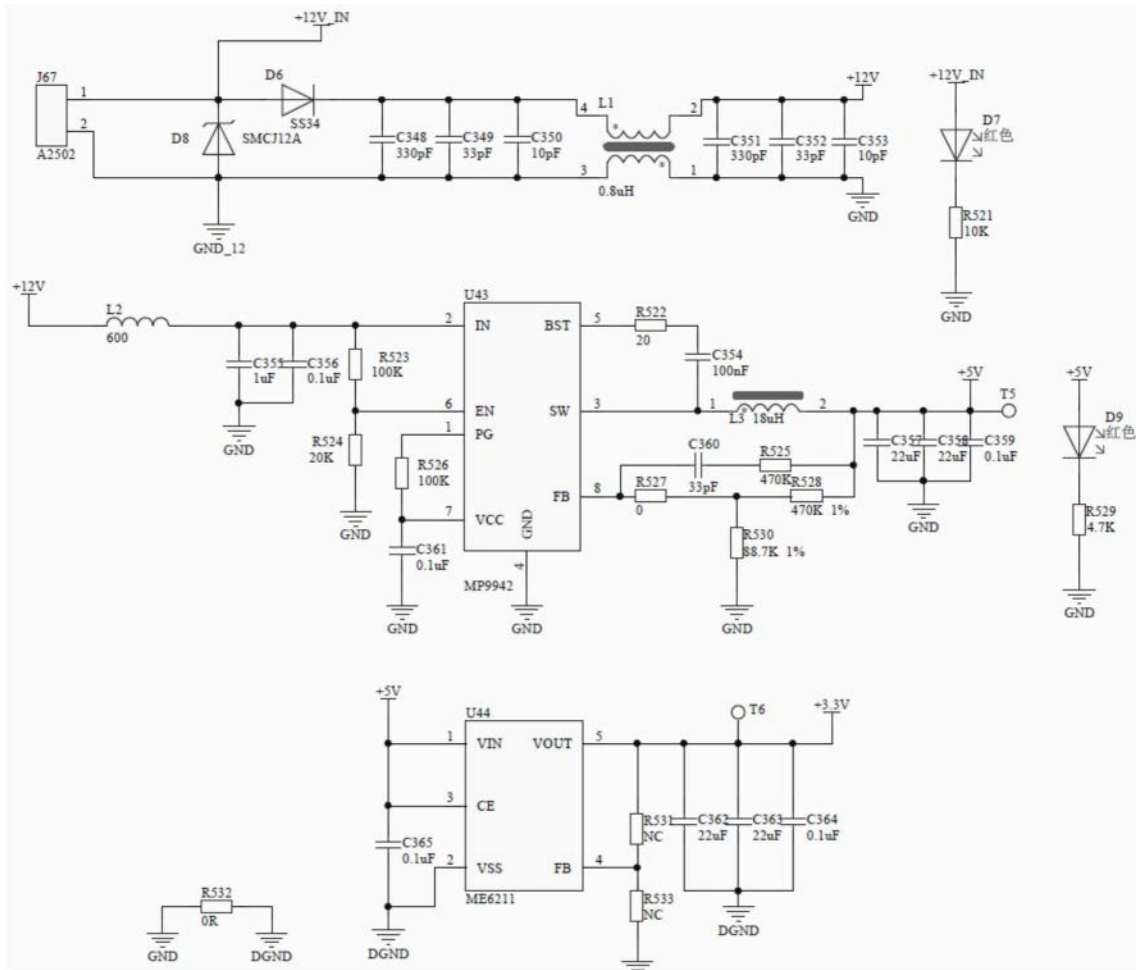 +12V_IN
J67
1
2
A2502
D6
SS34
D8
SMCJ12A
GND_12
C348
330pF
C349
33pF
C350
10pF
4
L1
2
3
1
0.8uH
+12V
C351
330pF
C352
33pF
C353
10pF
GND
+12V_IN
D7
红色
R521
10K
GND
+12V
L2
600
C355
1uF
C356
0.1uF
GND
R523
100K
R524
20K
GND
R526
100K
C361
0.1uF
GND
U43
2
IN
6
EN
1
PG
7
VCC
BST
5
SW
3
FB
8
GND
4
MP9942
GND
R522
20
C354
100nF
1
L3
18uH
2
C360
33pF
R525
470K
R527
0
R528
470K 1%
R530
88.7K 1%
GND
+5V
T5
C357
22uF
C358
22uF
C359
0.1uF
GND
+5V
D9
红色
R529
4.7K
GND
+5V
U44
1
VIN
3
CE
2
VSS
VOUT
5
FB
4
ME6211
C365
0.1uF
DGND
T6
+3.3V
R531
NC
R533
NC
C362
22uF
C363
22uF
C364
0.1uF
DGND
R532
0R
GND
DGND